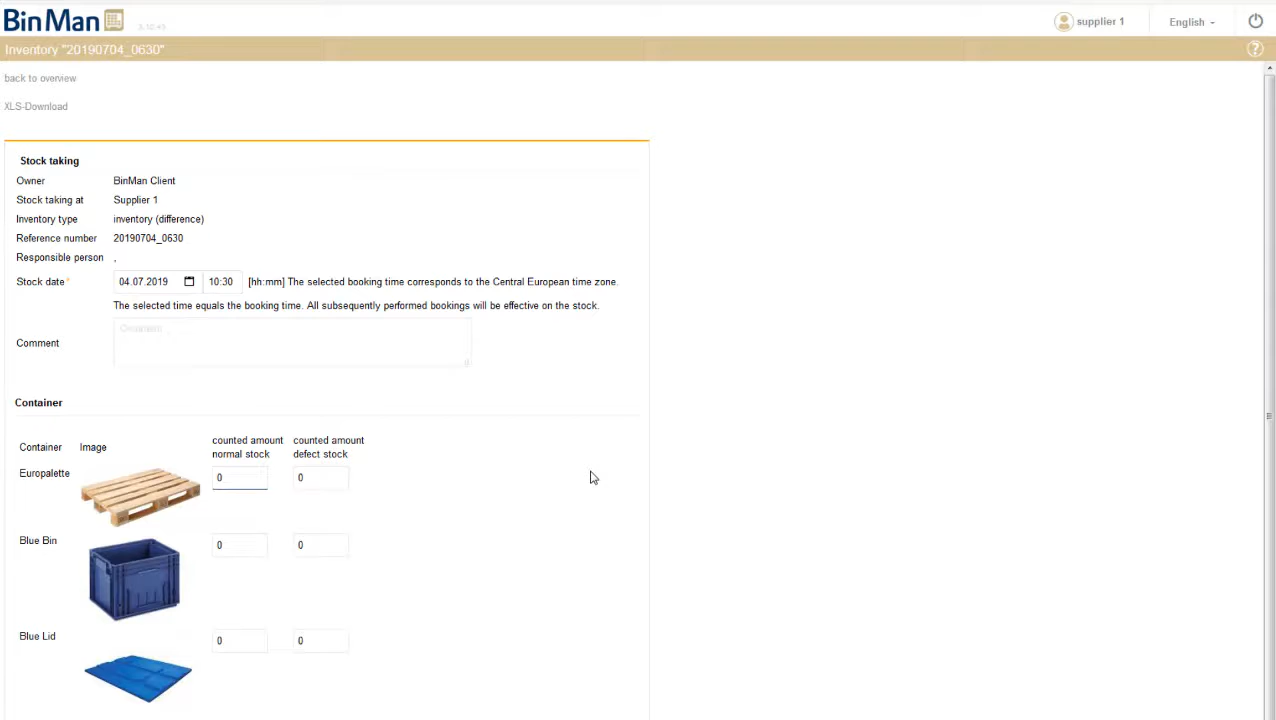 BinMan
3.10.45
supplier 1
English
Inventory "20190704_0630"
back to overview
XLS-Download
Stock taking
Owner BinMan Client
Stock taking at Supplier 1
Inventory type inventory (difference)
Reference number 20190704_0630
Responsible person ,
Stock date* 04.07.2019 10:30 [hh:mm] The selected booking time corresponds to the Central European time zone.
The selected time equals the booking time. All subsequently performed bookings will be effective on the stock.
Comment
Comment
Container
Container Image counted amount normal stock counted amount defect stock
Europalette 0 0
Blue Bin 0 0
Blue Lid 0 0